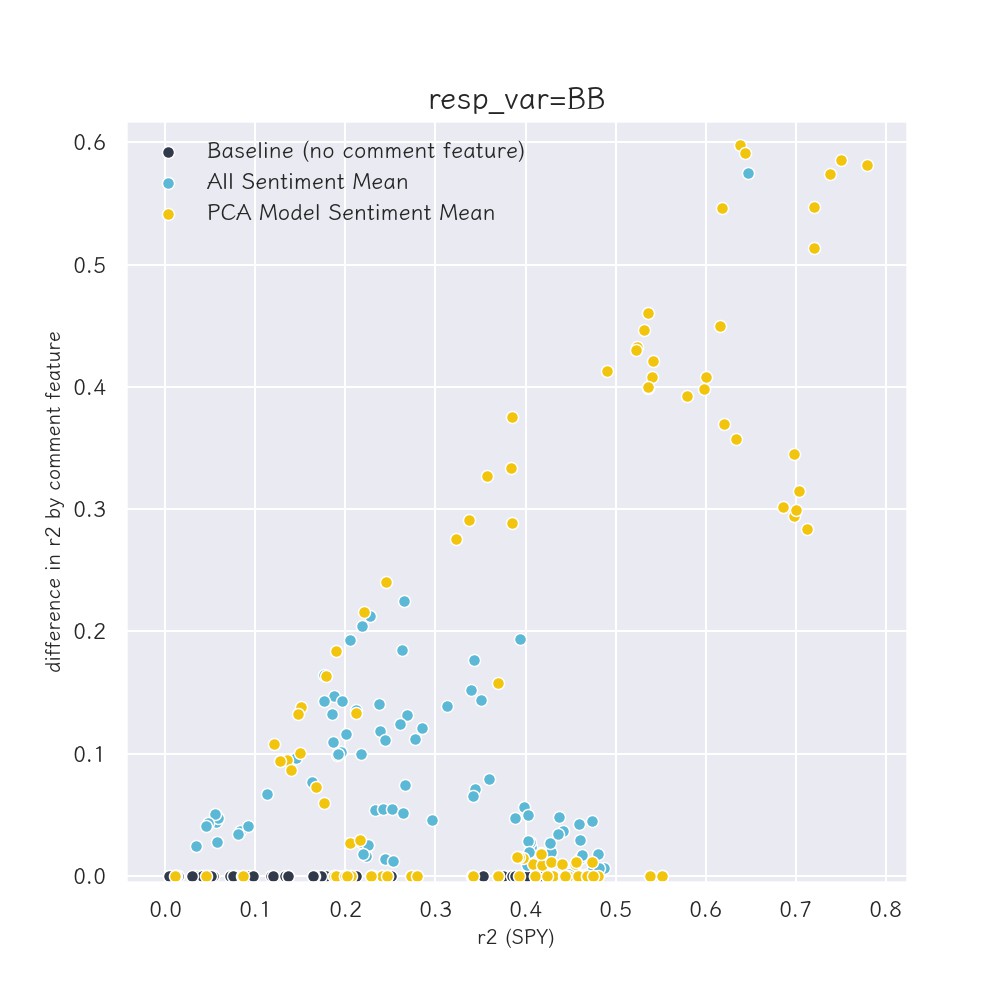 resp_var=BB
Baseline (no comment feature)
All Sentiment Mean
PCA Model Sentiment Mean
difference in r2 by comment feature
0.6
0.5
0.4
0.3
0.2
0.1
0.0
0.0 0.1 0.2 0.3 0.4 0.5 0.6 0.7 0.8
r2 (SPY)